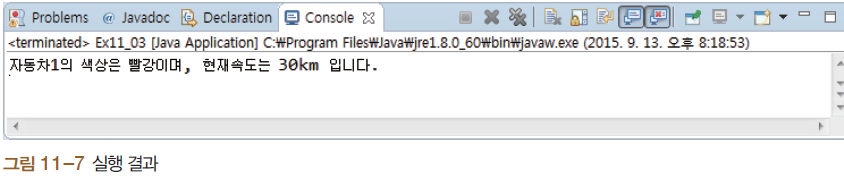 Problems @ Javadoc Declaration Console
<terminated> Ex11_03 [Java Application] C:₩Program Files₩Java₩jre1.8.0_60₩bin₩javaw.exe (2015. 9. 13. 오후 8:18:53)
자동차1의 색상은 빨강이며, 현재속도는 30km 입니다.
그림 11-7 실행 결과